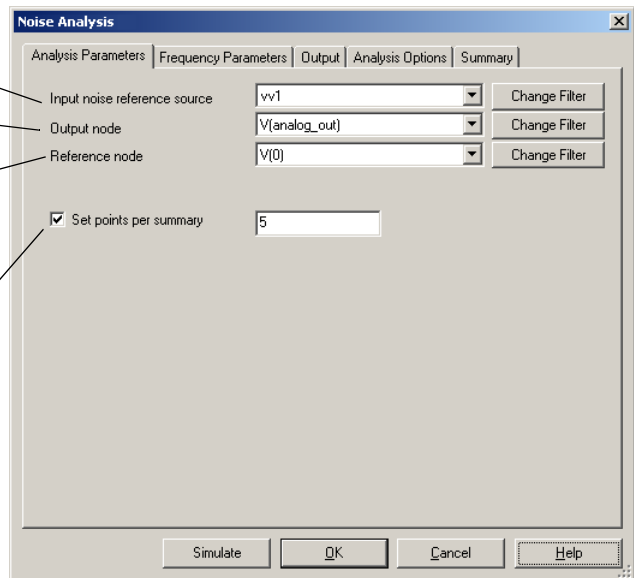 Noise Analysis
Analysis Parameters Frequency Parameters Output Analysis Options Summary
Input noise reference source vv1 Change Filter
Output node V(analog_out) Change Filter
Reference node V(0) Change Filter
Set points per summary 5
Simulate OK Cancel Help